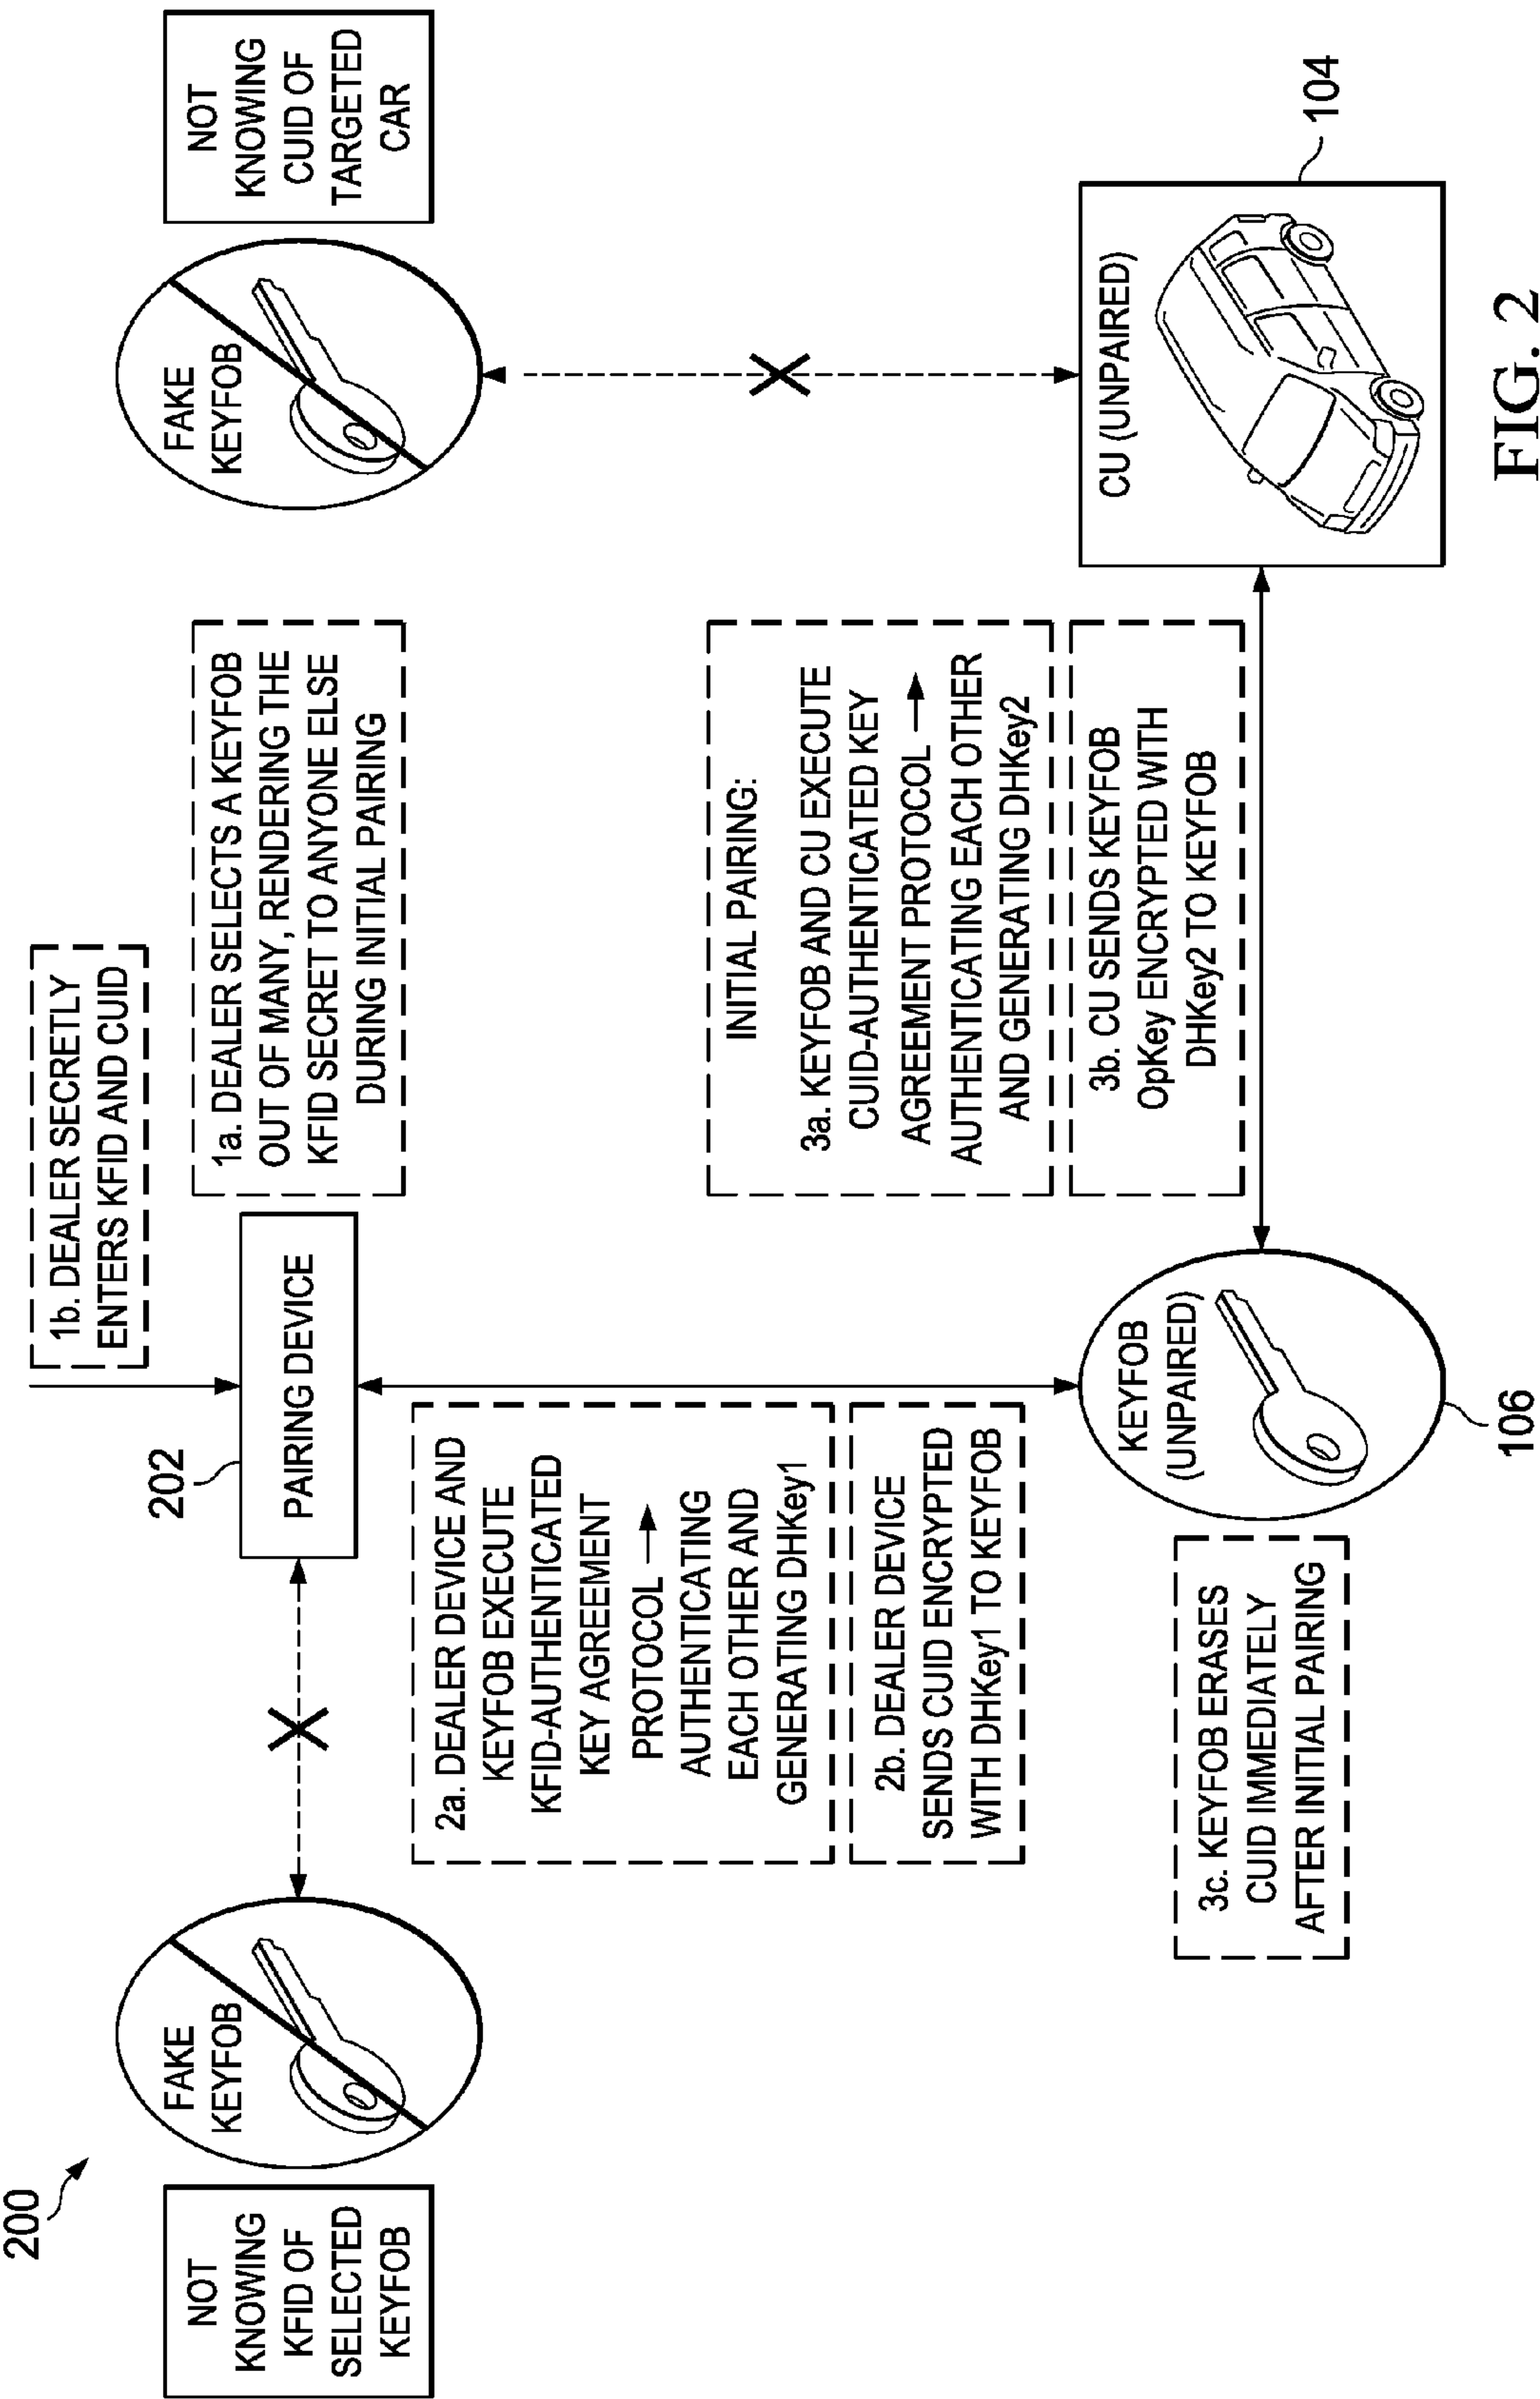 200
1b. DEALER SECRETLY
ENTERS KFID AND CUID
NOT
KNOWING
KFID OF
SELECTED
KEYFOB
FAKE
KEYFOB
202
PAIRING DEVICE
1a. DEALER SELECTS A KEYFOB
OUT OF MANY, RENDERING THE
KFID SECRET TO ANYONE ELSE
DURING INITIAL PAIRING
FAKE
KEYFOB
NOT
KNOWING
CUID OF
TARGETED
CAR
2a. DEALER DEVICE AND
KEYFOB EXECUTE
KFID-AUTHENTICATED
KEY AGREEMENT
PROTOCOL →
AUTHENTICATING
EACH OTHER AND
GENERATING DHKey1
2b. DEALER DEVICE
SENDS CUID ENCRYPTED
WITH DHKey1 TO KEYFOB
INITIAL PAIRING:
3a. KEYFOB AND CU EXECUTE
CUID-AUTHENTICATED KEY
AGREEMENT PROTOCOL →
AUTHENTICATING EACH OTHER
AND GENERATING DHKey2
3b. CU SENDS KEYFOB
OpKey ENCRYPTED WITH
DHKey2 TO KEYFOB
3c. KEYFOB ERASES
CUID IMMEDIATELY
AFTER INITIAL PAIRING
KEYFOB
(UNPAIRED)
106
CU (UNPAIRED)
104
FIG. 2